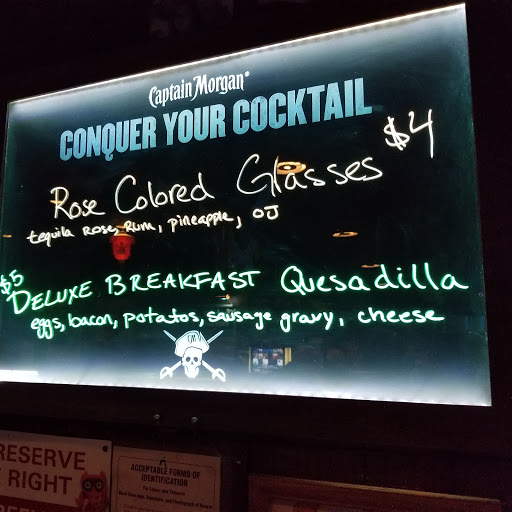 Captain Morgan®
CONQUER YOUR COCKTAIL
Rose Colored Glasses $4
tequila rose, Rum, pineapple, OJ
$5
DELUXE BREAKFAST Quesadilla
eggs, bacon, potatos, sausage gravy, cheese
RESERVE
RIGHT
ACCEPTABLE FORMS OF
IDENTIFICATION